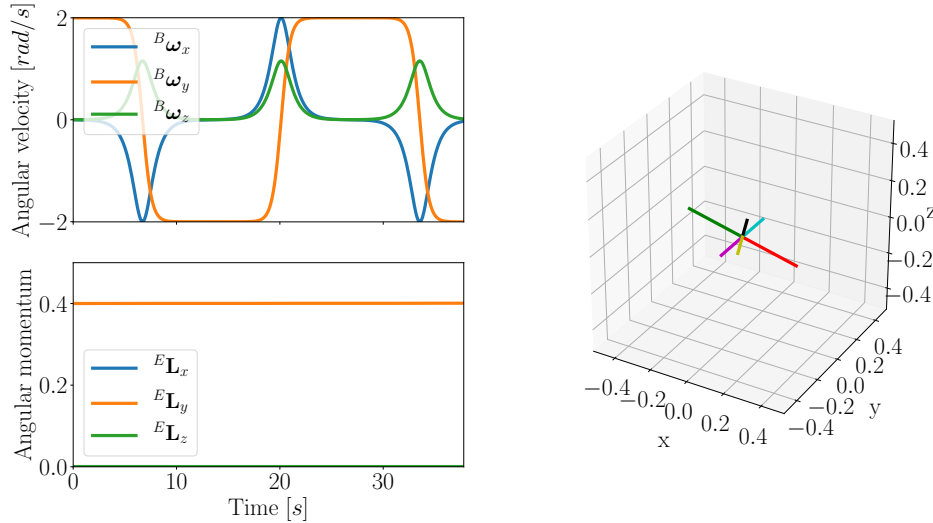 Angular velocity [rad/s]
2
0
−2
ᴮω_x
ᴮω_y
ᴮω_z
Angular momentum
0.4
0.2
0.0
ᴱL_x
ᴱL_y
ᴱL_z
0
10
20
30
Time [s]
0.4
0.2
0.0
−0.2
−0.4
z
−0.4
−0.2
0.0
0.2
0.4
x
−0.4
−0.2
0.0
0.2
0.4
y